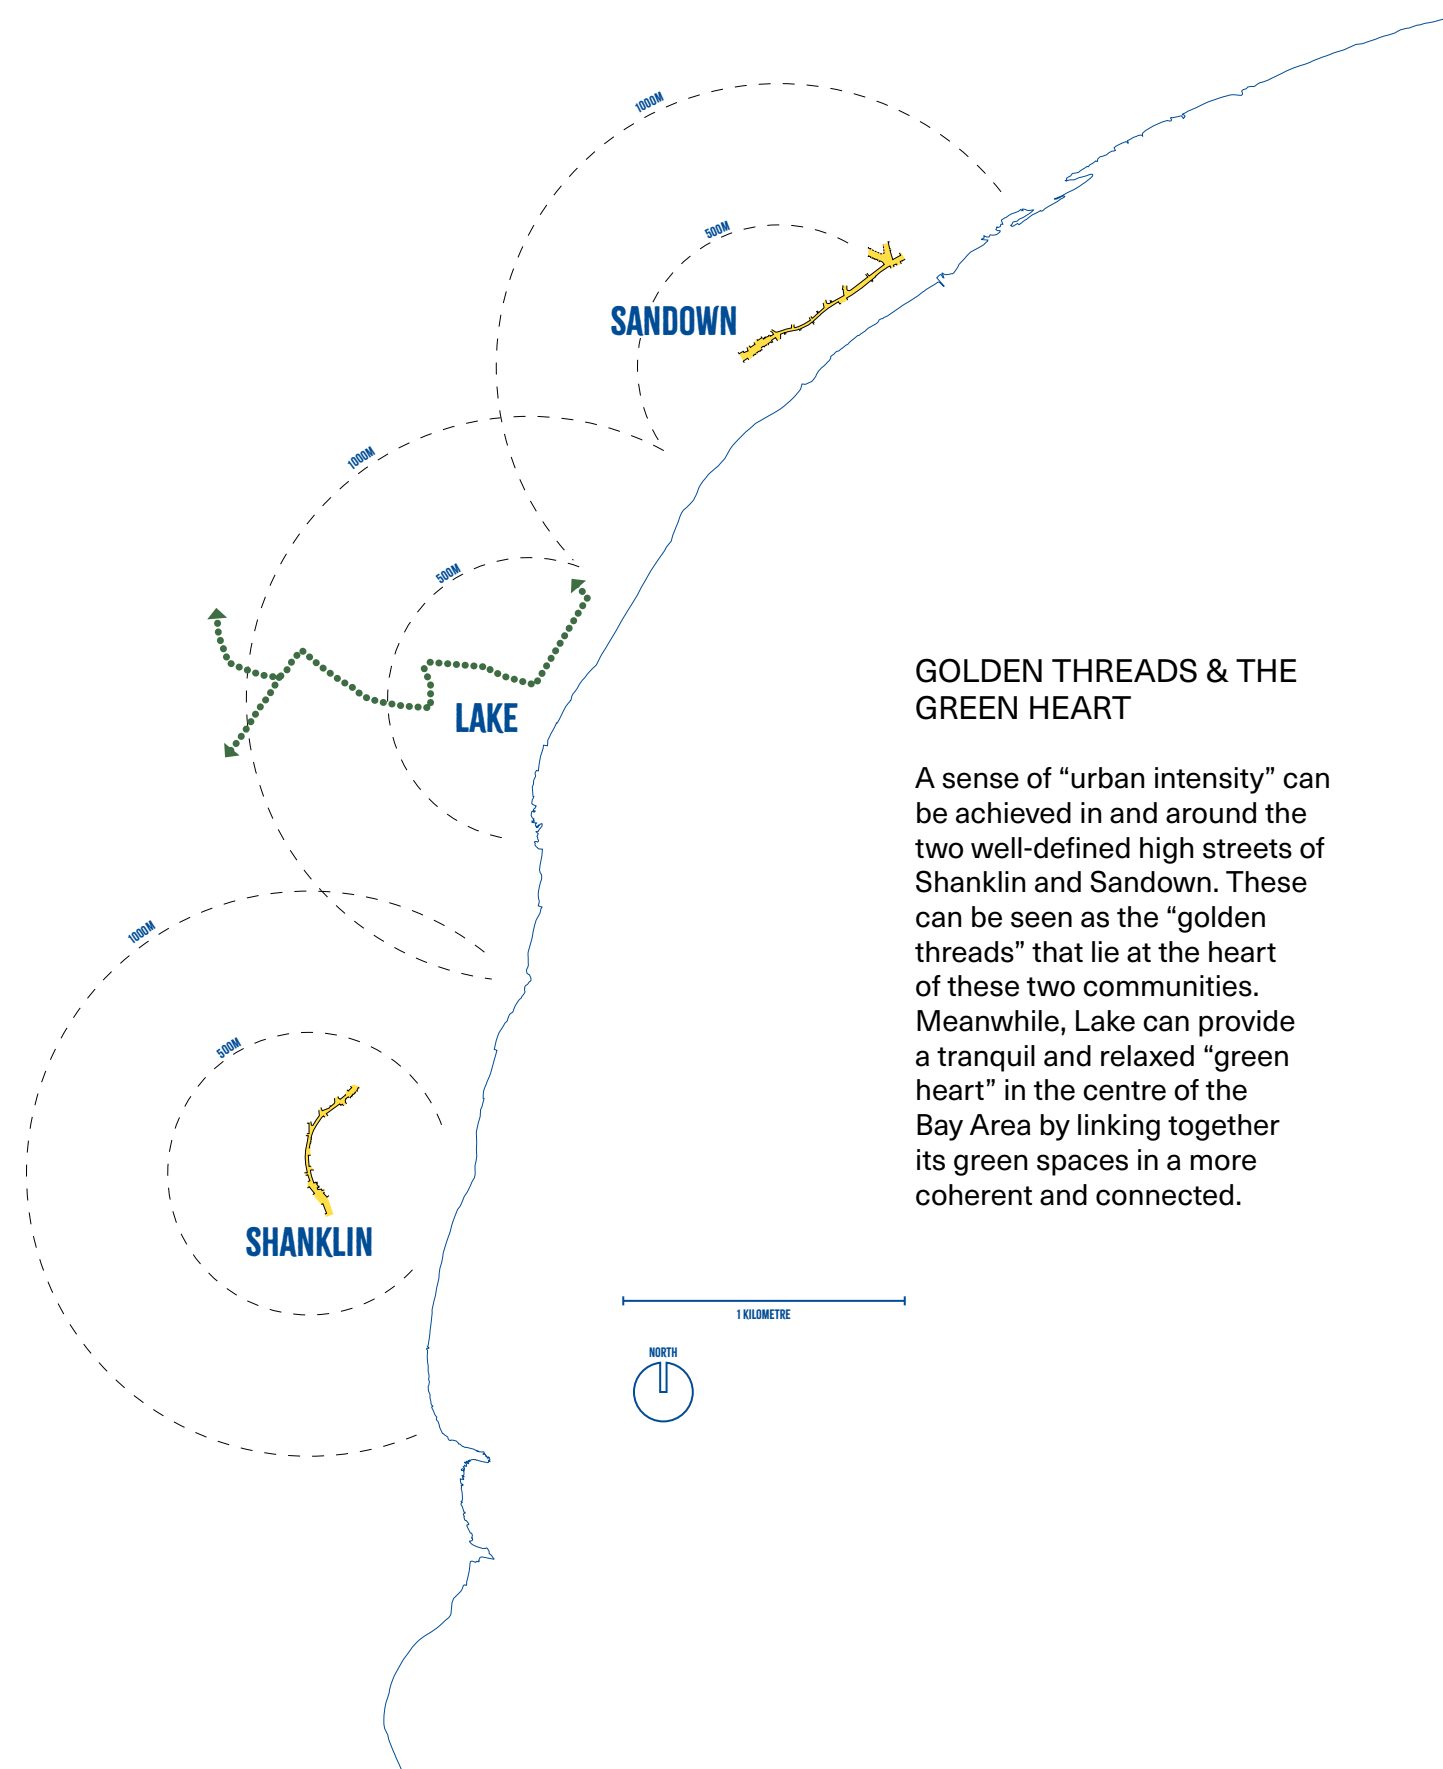 1000M
500M
SANDOWN
1000M
500M
LAKE
GOLDEN THREADS & THE
GREEN HEART
A sense of “urban intensity” can
be achieved in and around the
two well-defined high streets of
Shanklin and Sandown. These
can be seen as the “golden
threads” that lie at the heart
of these two communities.
Meanwhile, Lake can provide
a tranquil and relaxed “green
heart” in the centre of the
Bay Area by linking together
its green spaces in a more
coherent and connected.
1000M
500M
SHANKLIN
1 KILOMETRE
NORTH